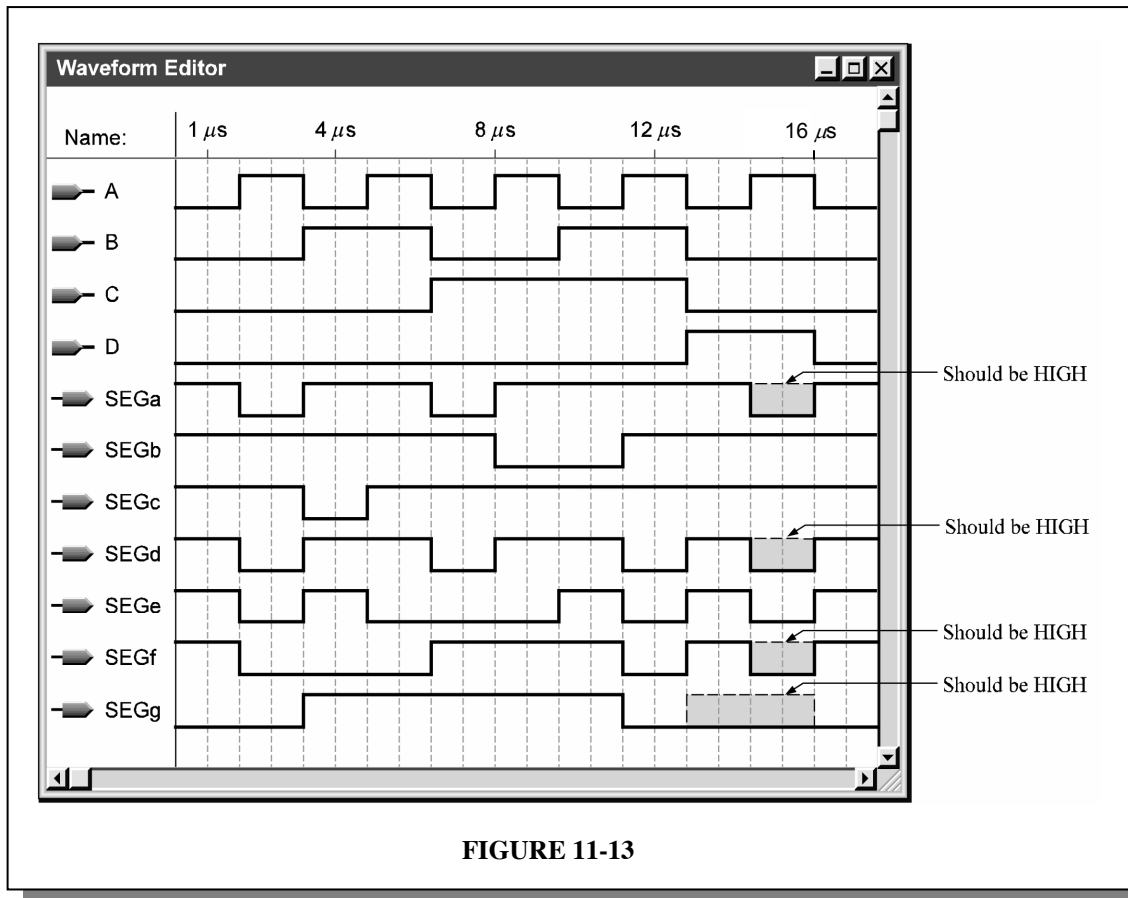 Waveform Editor
Name:
1 μs 4 μs 8 μs 12 μs 16 μs
A
B
C
D
Should be HIGH
SEGa
SEGb
SEGc
Should be HIGH
SEGd
SEGe
Should be HIGH
SEGf
Should be HIGH
SEGg
FIGURE 11-13